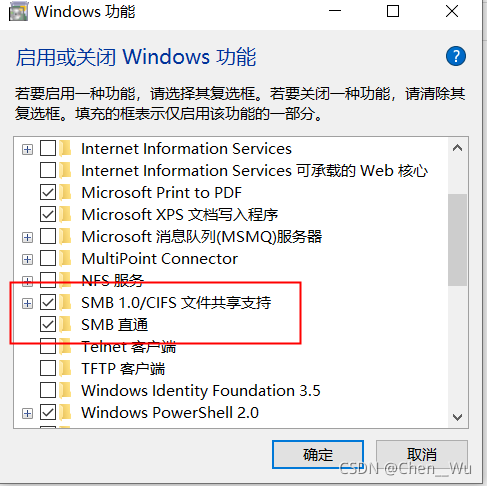 Windows 功能
启用或关闭 Windows 功能
若要启用一种功能，请选择其复选框。若要关闭一种功能，请清除其
复选框。填充的框表示仅启用该功能的一部分。
Internet Information Services
Internet Information Services 可承载的 Web 核心
Microsoft Print to PDF
Microsoft XPS 文档写入程序
Microsoft 消息队列(MSMQ)服务器
MultiPoint Connector
NFS 服务
SMB 1.0/CIFS 文件共享支持
SMB 直通
Telnet 客户端
TFTP 客户端
Windows Identity Foundation 3.5
Windows PowerShell 2.0
确定
取消
CSDN @Chen__Wu